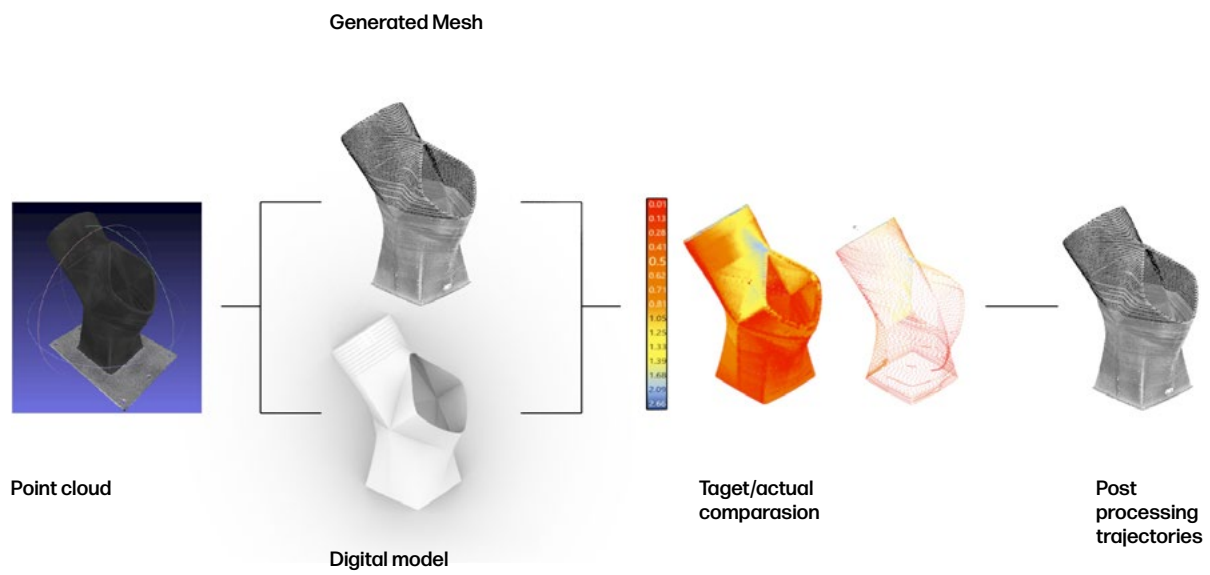 Generated Mesh
0.01
0.13
0.28
0.41
0.5
0.62
0.71
0.81
1.05
1.25
1.33
1.39
1.68
2.09
2.66
Point cloud
Taget/actual
comparasion
Post
processing
trajectories
Digital model